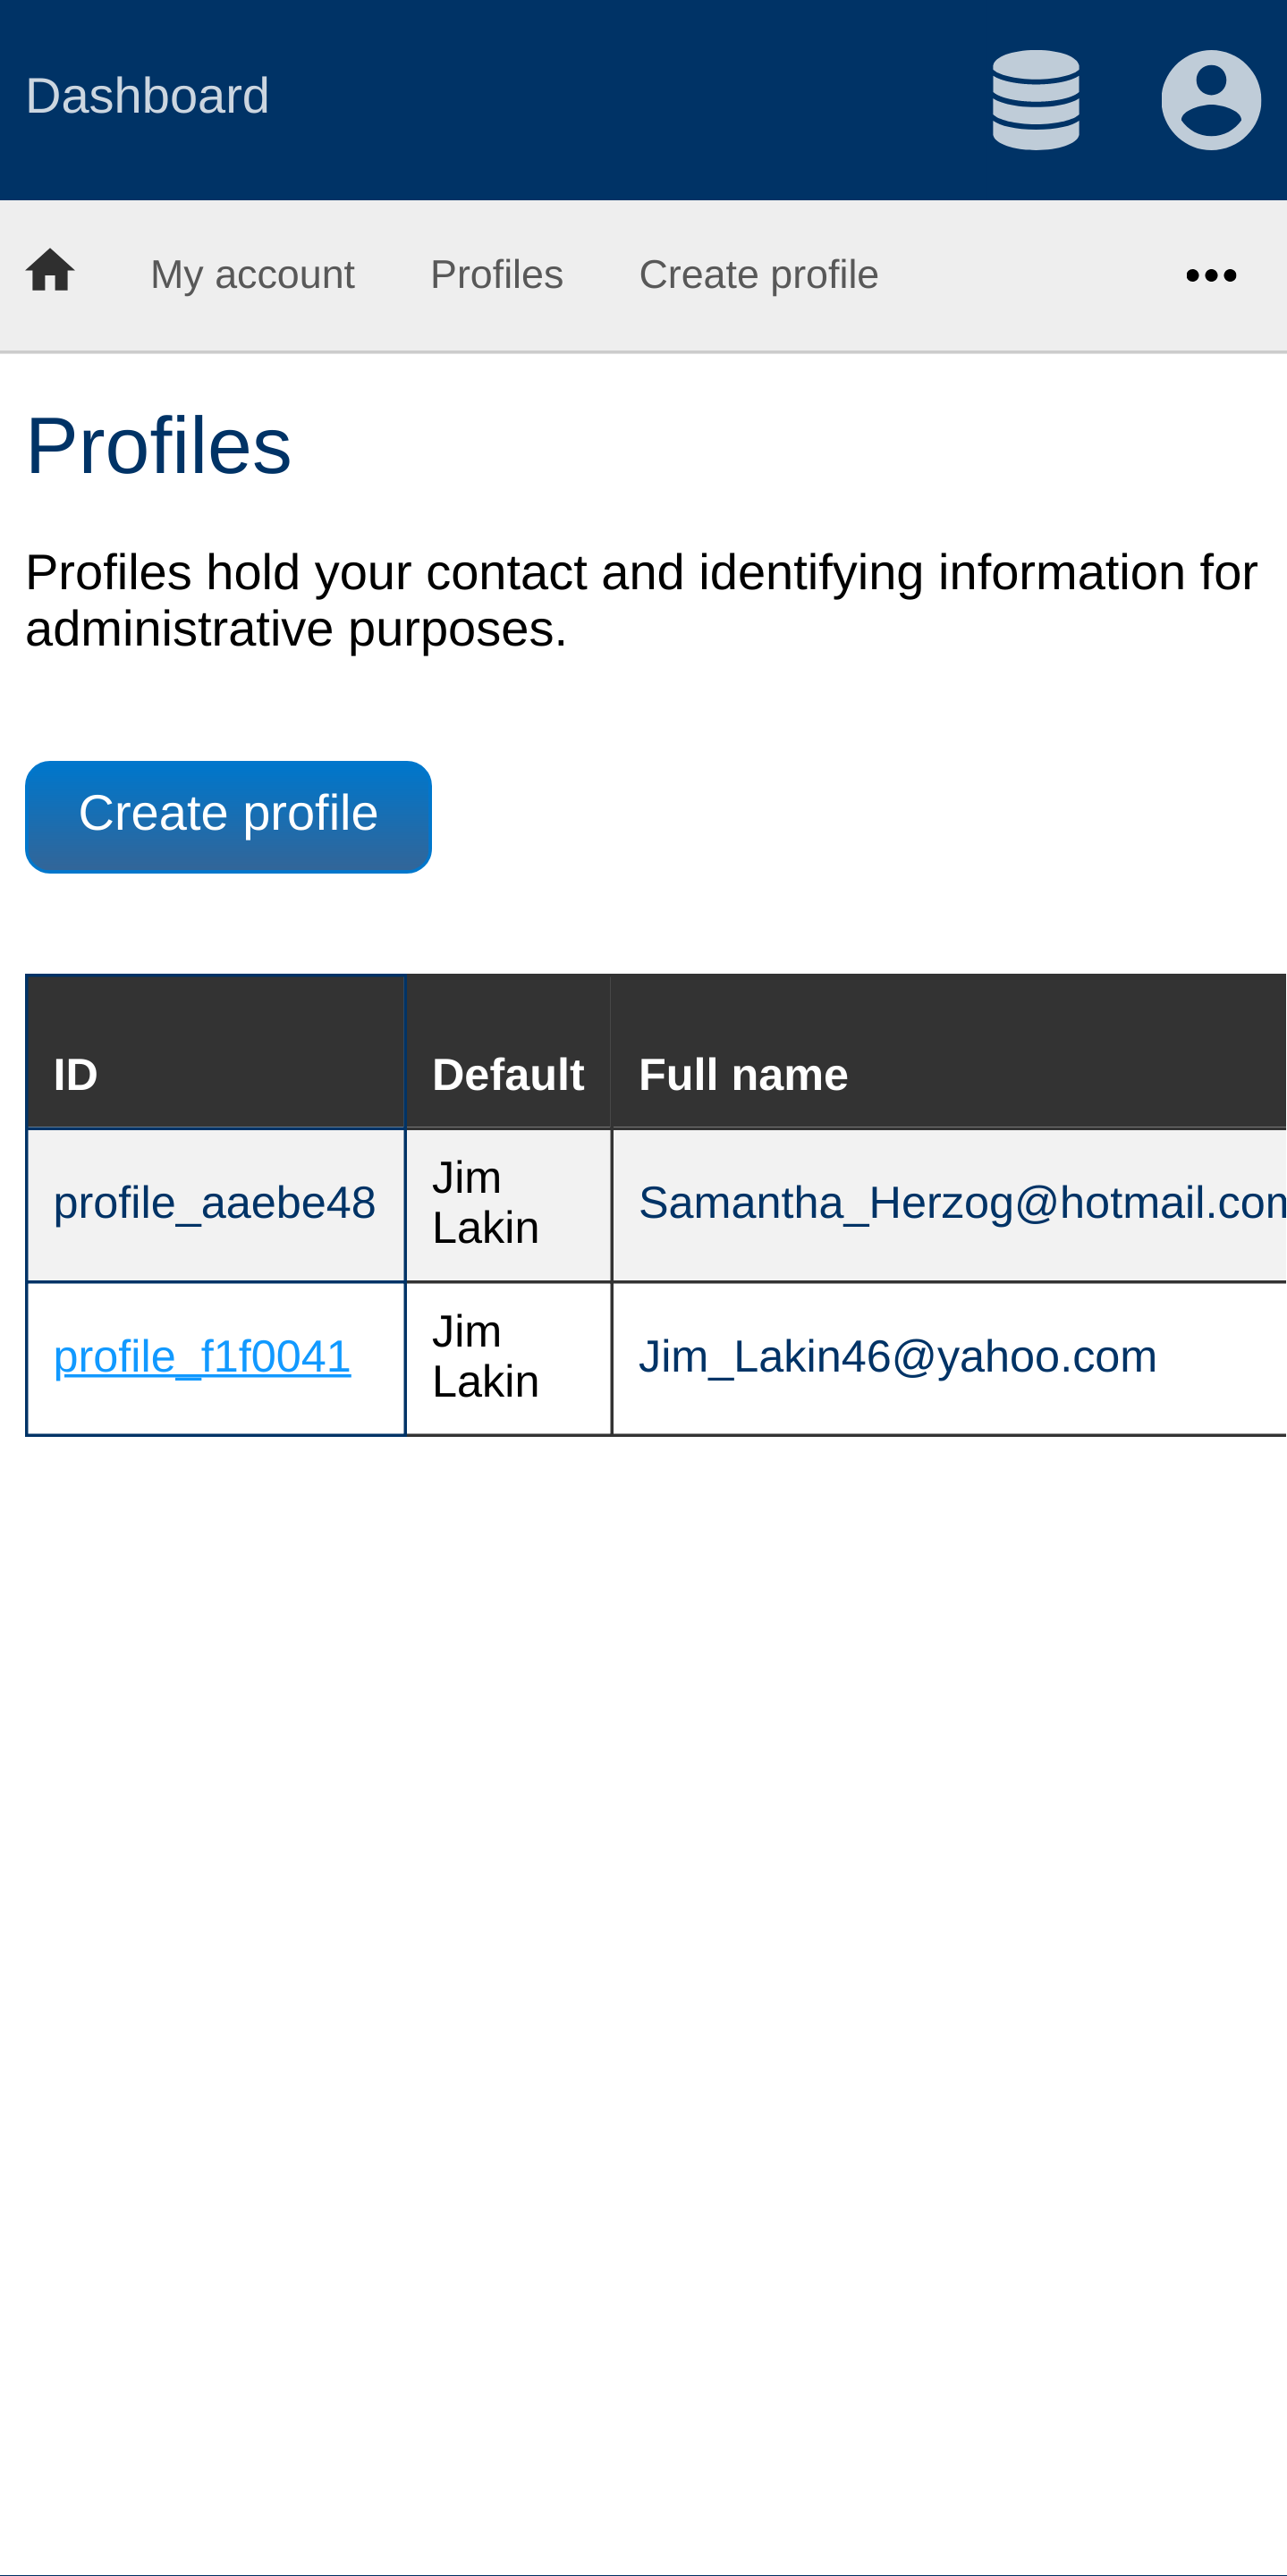 Dashboard
My account Profiles Create profile
Profiles
Profiles hold your contact and identifying information for
administrative purposes.
Create profile
ID Default Full name
profile_aaebe48 Jim Lakin Samantha_Herzog@hotmail.com
profile_f1f0041 Jim Lakin Jim_Lakin46@yahoo.com